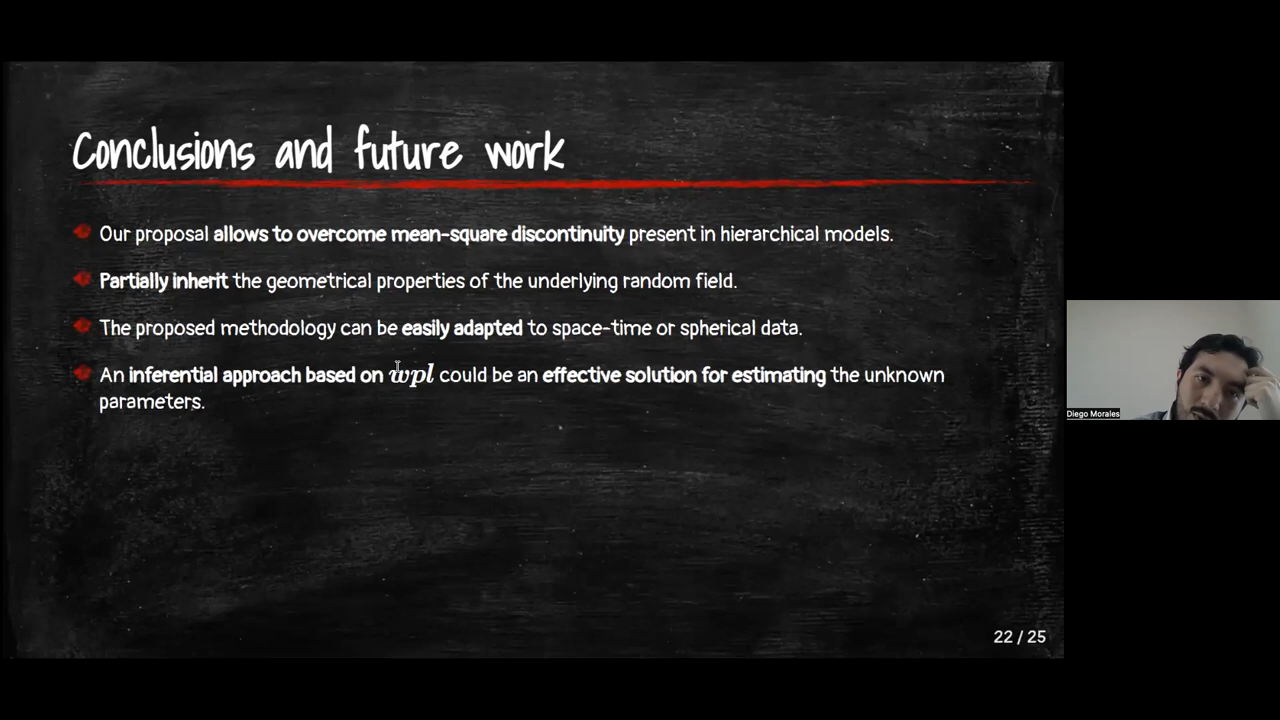 Conclusions and future work
Our proposal allows to overcome mean-square discontinuity present in hierarchical models.
Partially inherit the geometrical properties of the underlying random field.
The proposed methodology can be easily adapted to space-time or spherical data.
An inferential approach based on wpl could be an effective solution for estimating the unknown
parameters.
Diego Morales
22 / 25